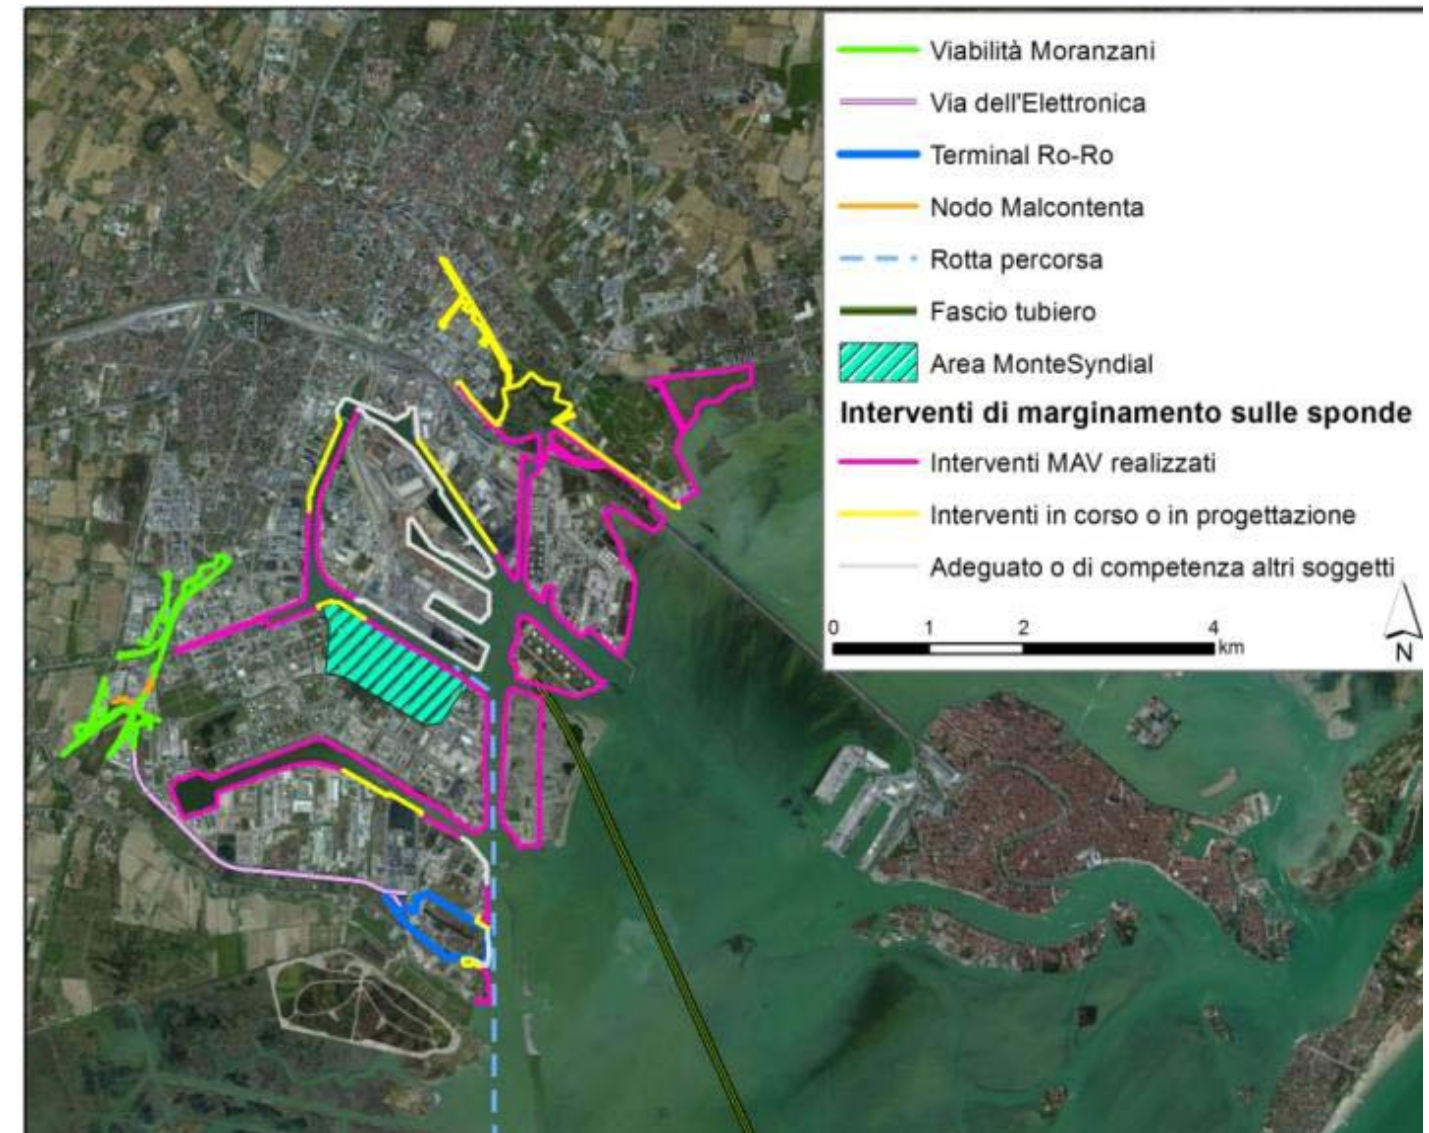 Viabilità Moranzani
Via dell'Elettronica
Terminal Ro-Ro
Nodo Malcontenta
Rotta percorsa
Fascio tubiero
Area MonteSyndial
Interventi di marginamento sulle sponde
Interventi MAV realizzati
Interventi in corso o in progettazione
Adeguato o di competenza altri soggetti
0 1 2 4
km
N